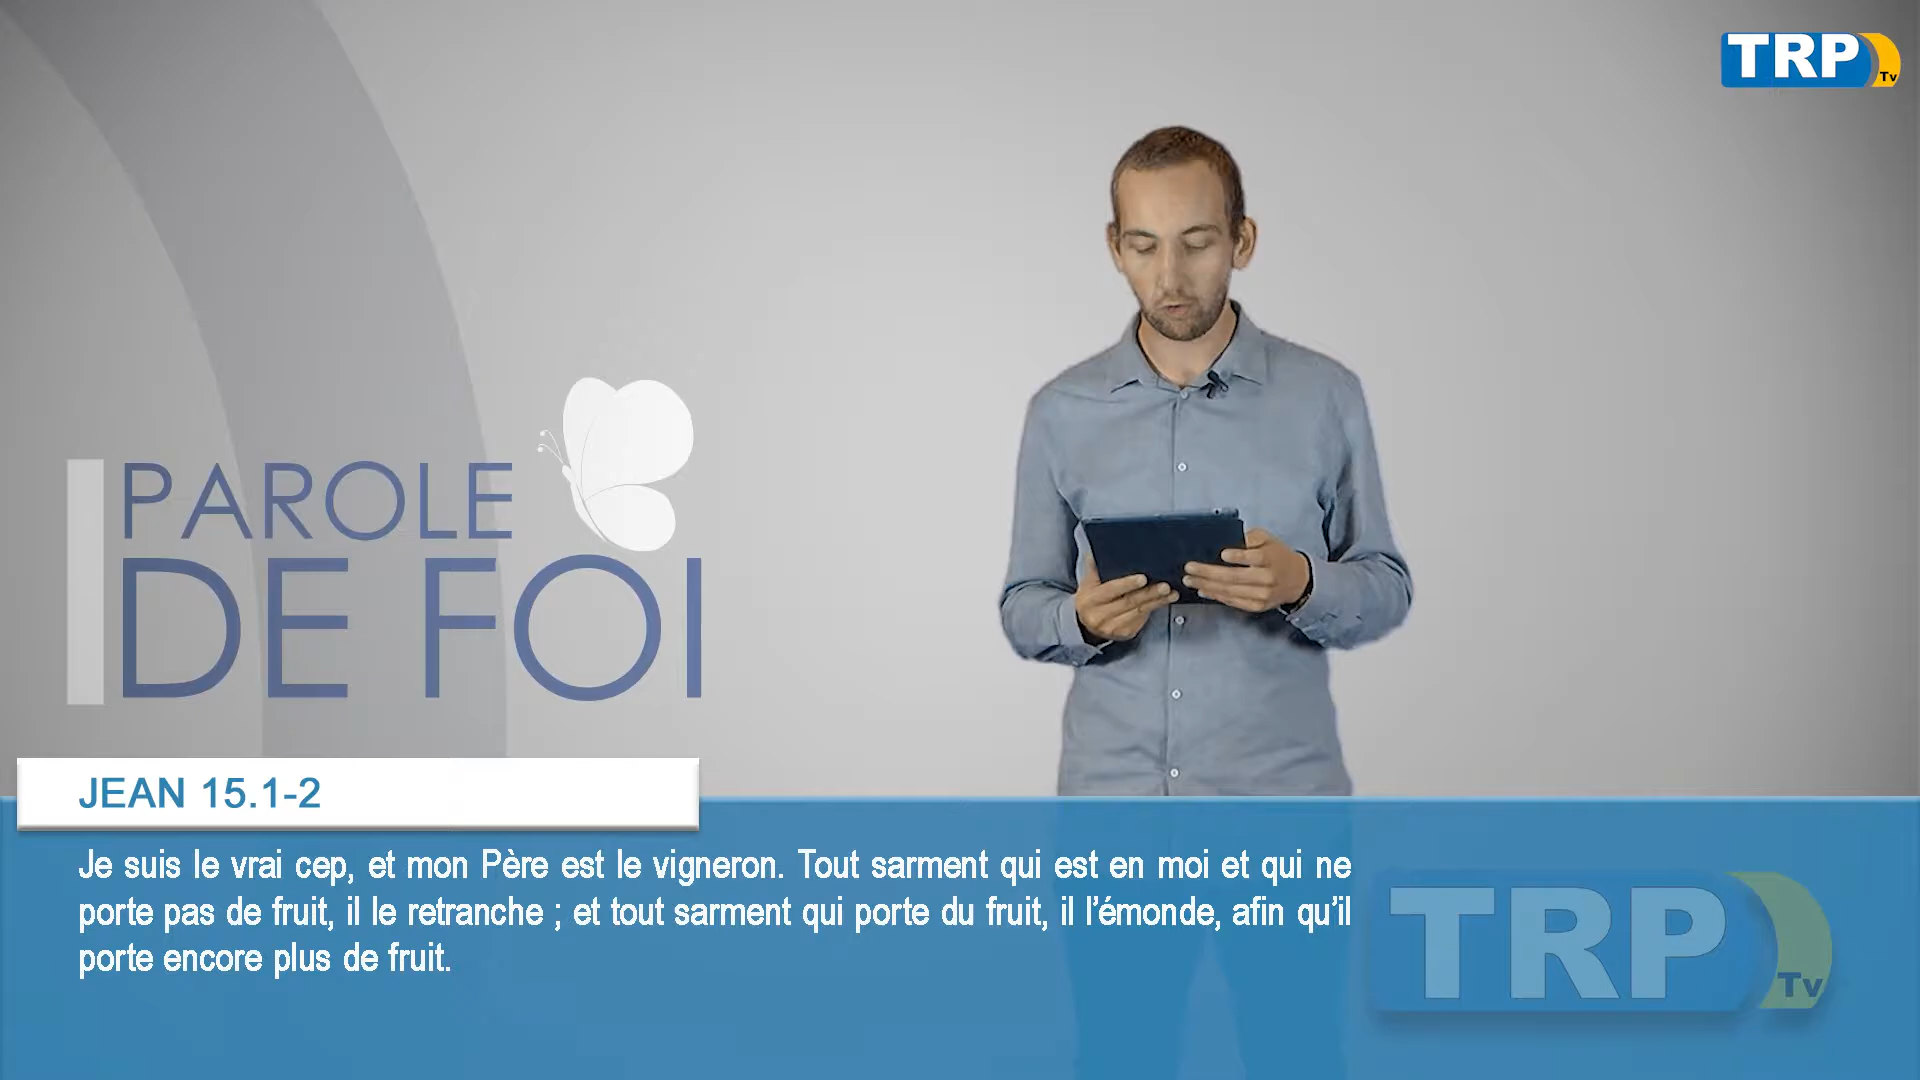 TRP
Tv
PAROLE
DE FOI
JEAN 15.1-2
Je suis le vrai cep, et mon Père est le vigneron. Tout sarment qui est en moi et qui ne
porte pas de fruit, il le retranche ; et tout sarment qui porte du fruit, il l’émonde, afin qu’il
porte encore plus de fruit.
TRP
Tv